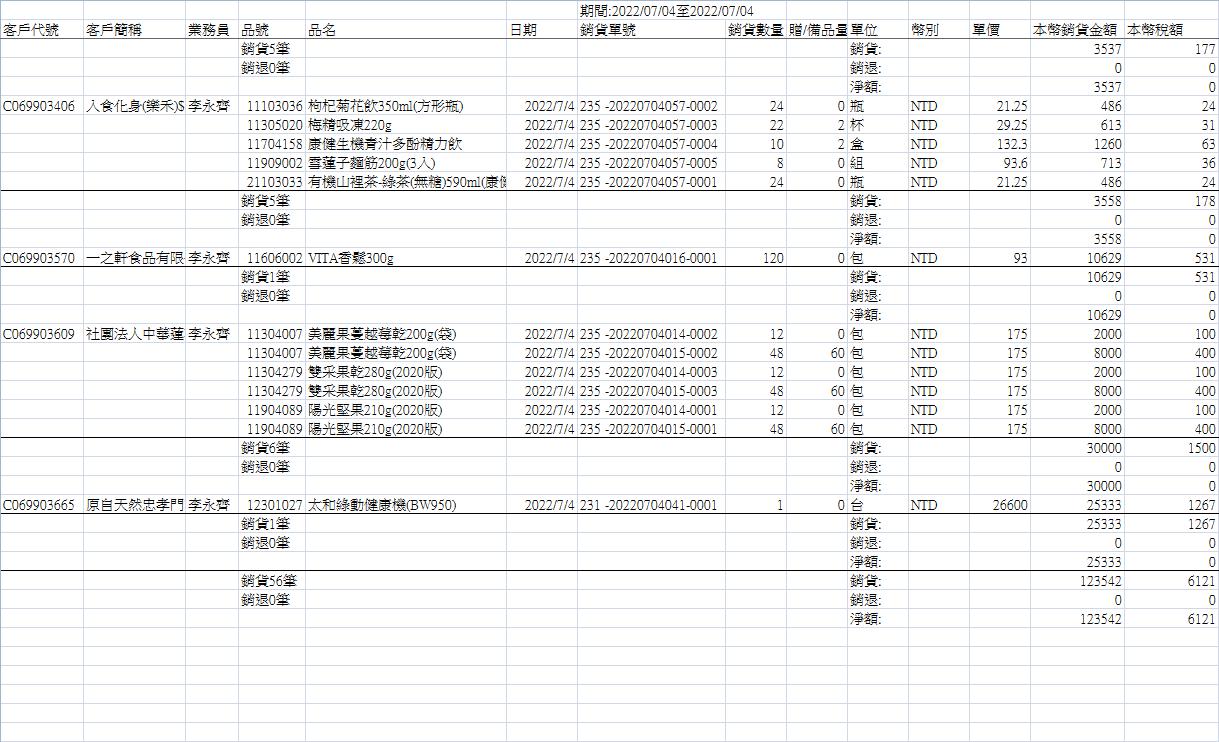 期間:2022/07/04至2022/07/04
客戶代號 客戶簡稱 業務員 品號 品名 日期 銷貨單號 銷貨數量 贈/備品量 單位 幣別 單價 本幣銷貨金額 本幣稅額
銷貨5筆 銷貨: 3537 177
銷退0筆 銷退: 0 0
淨額: 3537 0
C069903406 人食化身(樂禾)S 李永齊 11103036 枸杞菊花飲350ml(方形瓶) 2022/7/4 235 -20220704057-0002 24 0 瓶 NTD 21.25 486 24
11305020 梅精吸凍220g 2022/7/4 235 -20220704057-0003 22 2 杯 NTD 29.25 613 31
11704158 康健生機青汁多酚精力飲 2022/7/4 235 -20220704057-0004 10 2 盒 NTD 132.3 1260 63
11909002 雪蓮子麵筋200g(3入) 2022/7/4 235 -20220704057-0005 8 0 組 NTD 93.6 713 36
21103033 有機山裡茶-綠茶(無糖)590ml(康健 2022/7/4 235 -20220704057-0001 24 0 瓶 NTD 21.25 486 24
銷貨5筆 銷貨: 3558 178
銷退0筆 銷退: 0 0
淨額: 3558 0
C069903570 一之軒食品有限 李永齊 11606002 VITA香鬆300g 2022/7/4 235 -20220704016-0001 120 0 包 NTD 93 10629 531
銷貨1筆 銷貨: 10629 531
銷退0筆 銷退: 0 0
淨額: 10629 0
C069903609 社團法人中華蓮 李永齊 11304007 美麗果蔓越莓乾200g(袋) 2022/7/4 235 -20220704014-0002 12 0 包 NTD 175 2000 100
11304007 美麗果蔓越莓乾200g(袋) 2022/7/4 235 -20220704015-0002 48 60 包 NTD 175 8000 400
11304279 雙采果乾280g(2020版) 2022/7/4 235 -20220704014-0003 12 0 包 NTD 175 2000 100
11304279 雙采果乾280g(2020版) 2022/7/4 235 -20220704015-0003 48 60 包 NTD 175 8000 400
11904089 陽光堅果210g(2020版) 2022/7/4 235 -20220704014-0001 12 0 包 NTD 175 2000 100
11904089 陽光堅果210g(2020版) 2022/7/4 235 -20220704015-0001 48 60 包 NTD 175 8000 400
銷貨6筆 銷貨: 30000 1500
銷退0筆 銷退: 0 0
淨額: 30000 0
C069903665 原自天然忠孝門 李永齊 12301027 太和綠動健康機(BW950) 2022/7/4 231 -20220704041-0001 1 0 台 NTD 26600 25333 1267
銷貨1筆 銷貨: 25333 1267
銷退0筆 銷退: 0 0
淨額: 25333 0
銷貨56筆 銷貨: 123542 6121
銷退0筆 銷退: 0 0
淨額: 123542 6121